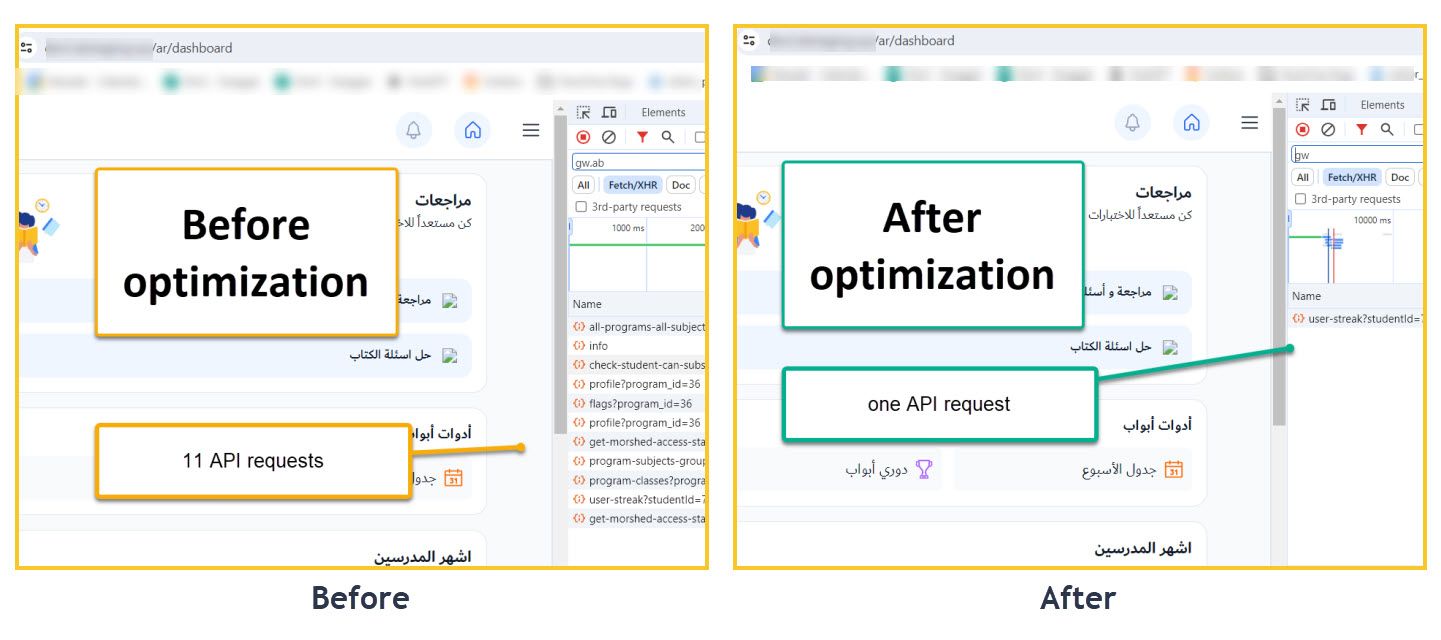 /ar/dashboard
Elements
gw.ab
All
Fetch/XHR
Doc
3rd-party requests
1000 ms
200
Name
all-programs-all-subject
info
check-student-can-subs
profile?program_id=36
flags?program_id=36
profile?program_id=36
get-morshed-access-sta
program-subjects-group
program-classes?progra
user-streak?studentId=7
get-morshed-access-sta
مراجعات
كن مستعداً للاخ
Before
optimization
مراجعة
حل اسئلة الكتاب
أدوات أبواب
11 API requests
جدول
31
اشهر المدرسين
Before
/ar/dashboard
Elements
gw
All
Fetch/XHR
Doc
3rd-party requests
10000 ms
Name
user-streak?studentId=7
مراجعات
كن مستعداً للاختبارات
After
optimization
مراجعة و أسئلة
حل اسئلة الكتاب
one API request
أدوات أبواب
جدول الأسبوع
31
دوري أبواب
اشهر المدرسين
After